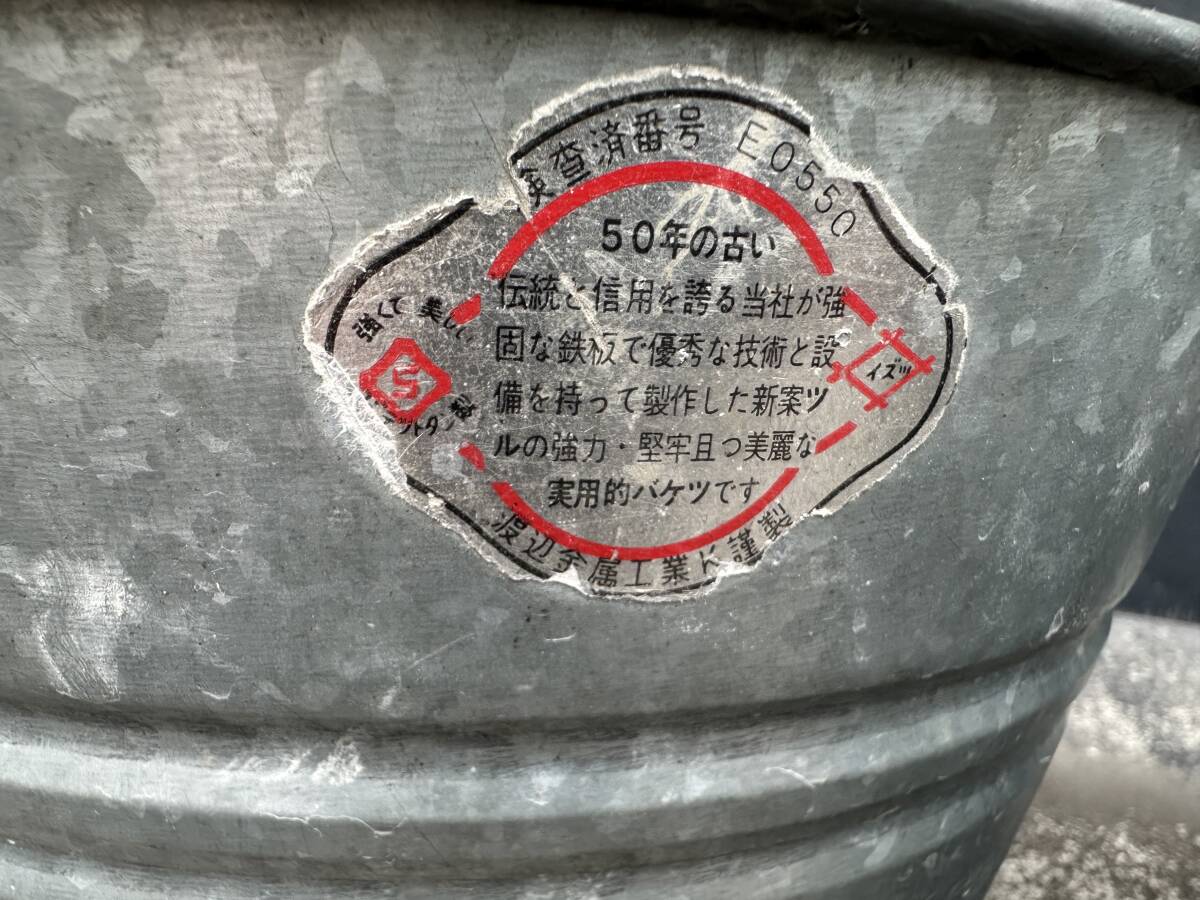 検査済番号 E0550
50年の古い
伝統と信用を誇る当社が強
固な鉄板で優秀な技術と設
備を持って製作した新案ツ
ルの強力・堅牢且つ美麗な
実用的バケツです
強くて 美しい
S
イズツ
渡辺金属工業K謹製